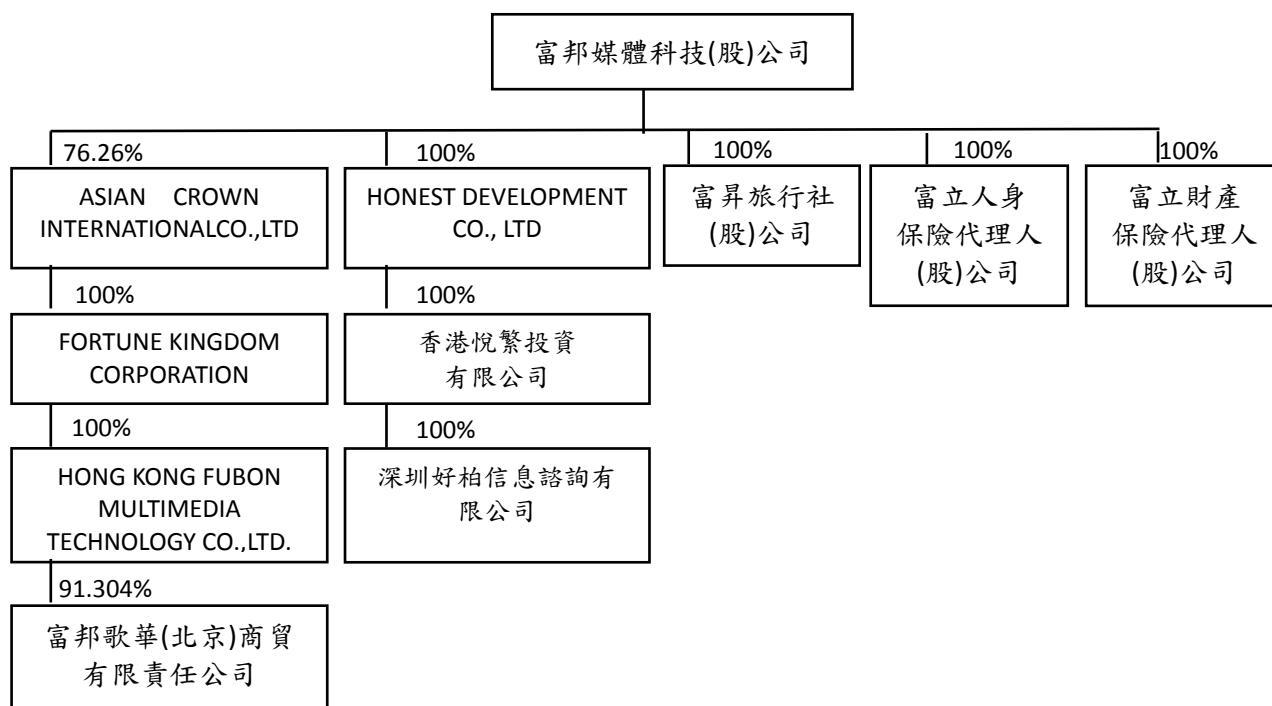 富邦媒體科技(股)公司
76.26%
100%
100%
100%
100%
ASIAN CROWN
INTERNATIONALCO.,LTD
HONEST DEVELOPMENT
CO., LTD
富昇旅行社
(股)公司
富立人身
保險代理人
(股)公司
富立財產
保險代理人
(股)公司
100%
100%
FORTUNE KINGDOM
CORPORATION
香港悅繁投資
有限公司
100%
100%
HONG KONG FUBON
MULTIMEDIA
TECHNOLOGY CO.,LTD.
深圳好柏信息諮詢有
限公司
91.304%
富邦歌華(北京)商貿
有限責任公司